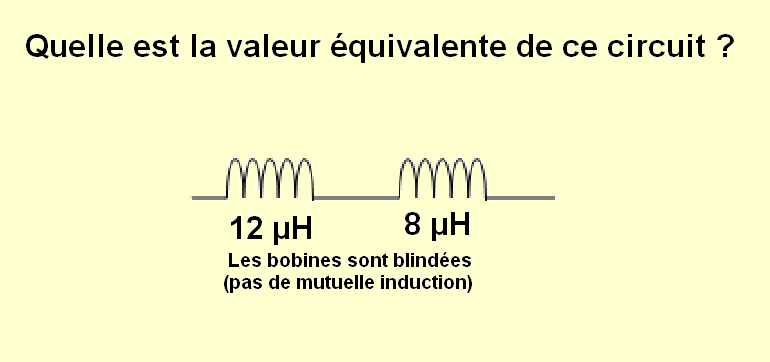 Quelle est la valeur équivalente de ce circuit ?
12 µH 8 µH
Les bobines sont blindées
(pas de mutuelle induction)